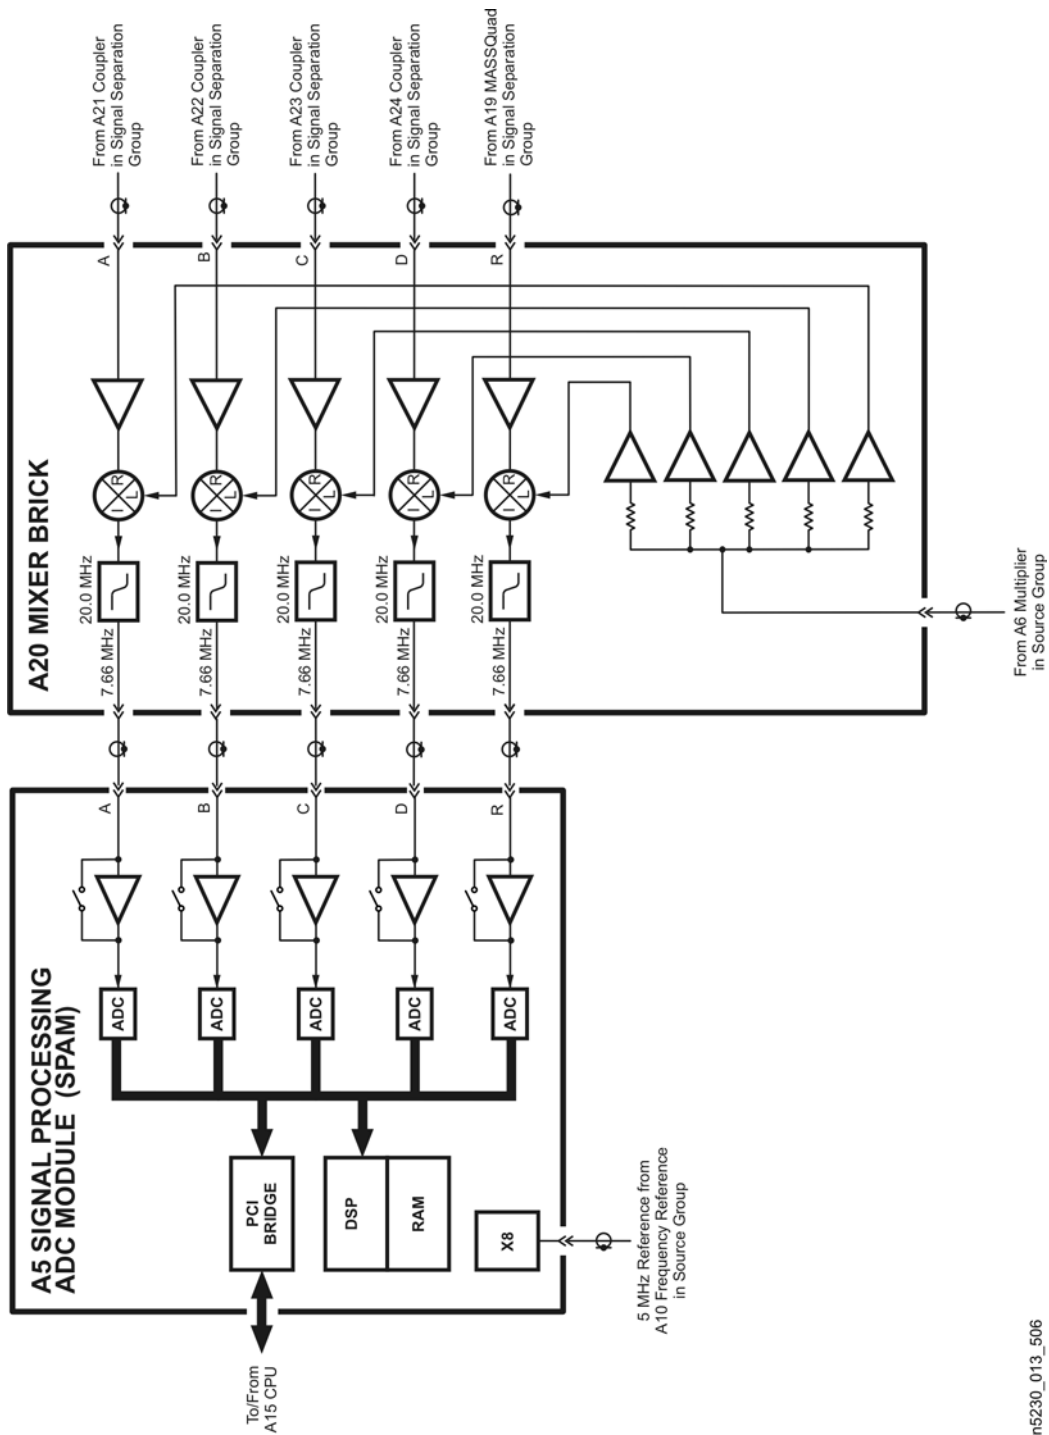 From A21 Coupler
in Signal Separation
Group
From A22 Coupler
in Signal Separation
Group
From A23 Coupler
in Signal Separation
Group
From A24 Coupler
in Signal Separation
Group
From A19 MASSQuad
in Signal Separation
Group
A
B
C
D
R
A20 MIXER BRICK
R
L
I
R
L
I
R
L
I
R
L
I
R
L
I
20.0 MHz
20.0 MHz
20.0 MHz
20.0 MHz
20.0 MHz
7.66 MHz
7.66 MHz
7.66 MHz
7.66 MHz
7.66 MHz
From A6 Multiplier
in Source Group
A
B
C
D
R
A5 SIGNAL PROCESSING
ADC MODULE (SPAM)
ADC
ADC
ADC
ADC
ADC
PCI
BRIDGE
DSP
RAM
X8
5 MHz Reference from
A10 Frequency Reference
in Source Group
To/From
A15 CPU
n5230_013_506